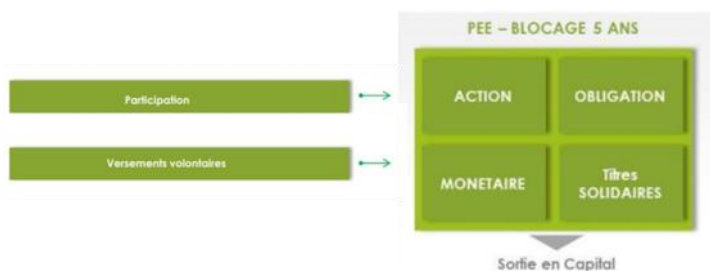 PEE – BLOCAGE 5 ANS
Participation
ACTION
OBLIGATION
Versements volontaires
MONETAIRE
Titres
SOLIDAIRES
Sortie en Capital